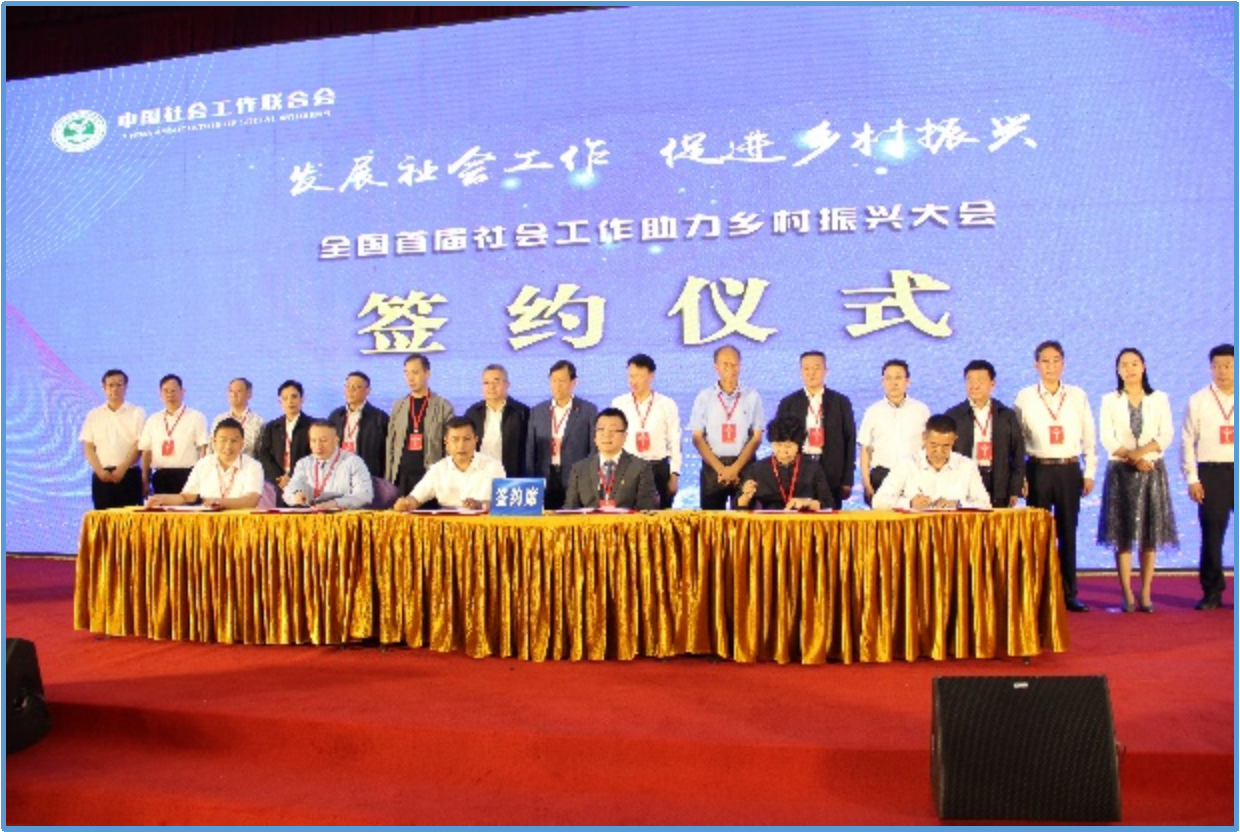 中国社会工作联合会
发展社会工作 促进乡村振兴
全国首届社会工作助力乡村振兴大会
签约仪式
签约席